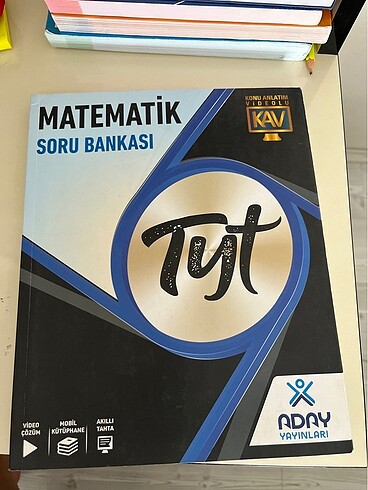 MATEMATİK
SORU BANKASI
KONU ANLATIM
VİDEOLU
KAV
Tyt
VİDEO
ÇÖZÜM
MOBİL
KÜTÜPHANE
AKILLI
TAHTA
ADAY
YAYINLARI